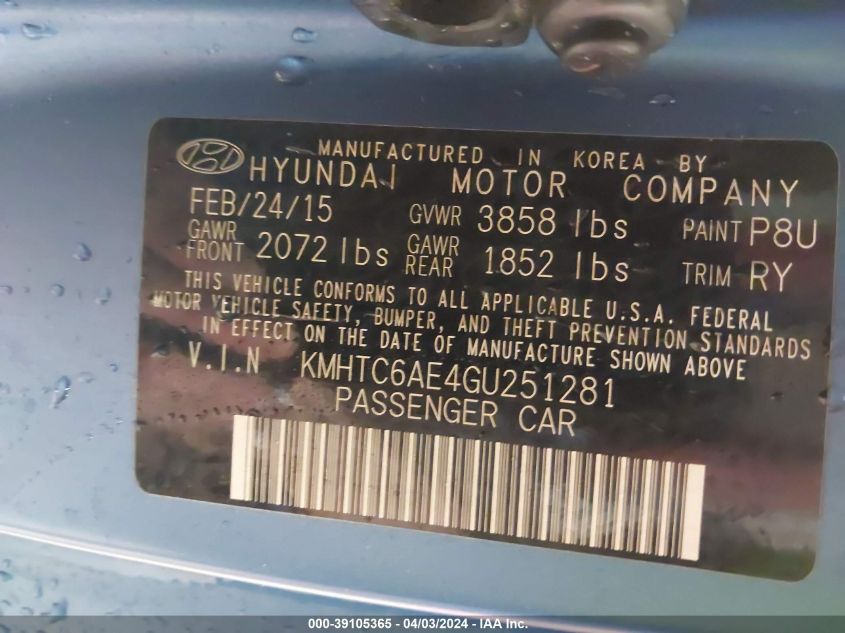 MANUFACTURED IN KOREA BY
HYUNDAI MOTOR COMPANY
FEB/24/15 GVWR 3858 lbs PAINT P8U
GAWR FRONT 2072 lbs GAWR REAR 1852 lbs TRIM RY
THIS VEHICLE CONFORMS TO ALL APPLICABLE U.S.A. FEDERAL
MOTOR VEHICLE SAFETY, BUMPER, AND THEFT PREVENTION STANDARDS
IN EFFECT ON THE DATE OF MANUFACTURE SHOWN ABOVE
V.I.N KMHTC6AE4GU251281
PASSENGER CAR
000-39105365 - 04/03/2024 - IAA Inc.